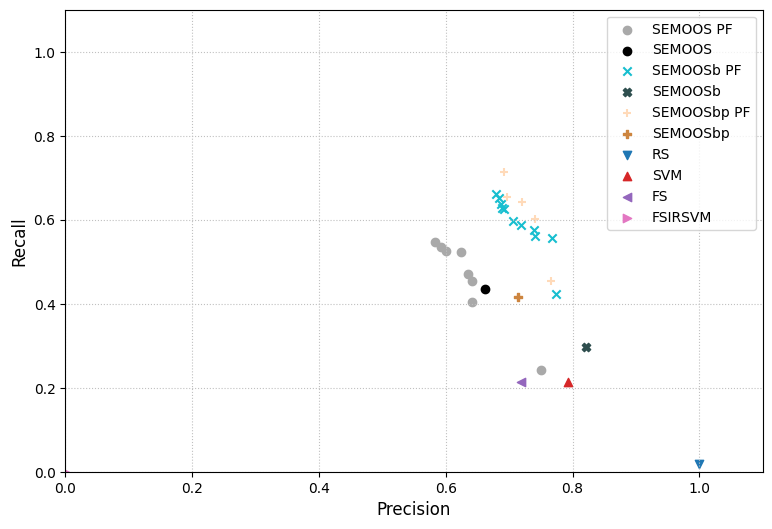 1.0
0.8
0.6
0.4
0.2
0.0
0.0 0.2 0.4 0.6 0.8 1.0
Recall
Precision
SEMOOS PF
SEMOOS
SEMOOSb PF
SEMOOSb
SEMOOSbp PF
SEMOOSbp
RS
SVM
FS
FSIRSVM